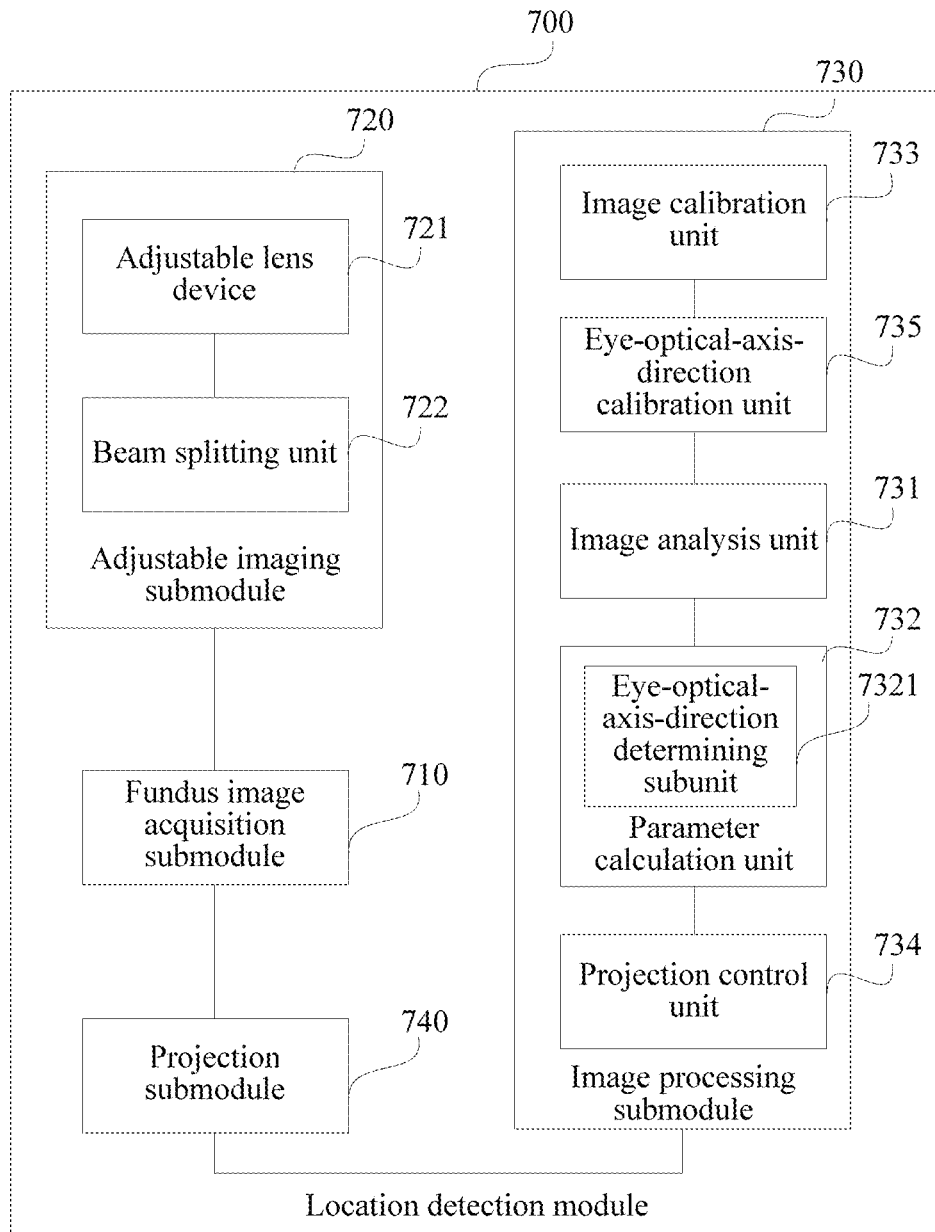 700
730
720
733
Image calibration
unit
721
Adjustable lens
device
735
Eye-optical-axis-
direction
calibration unit
722
Beam splitting unit
731
Image analysis unit
Adjustable imaging
submodule
732
7321
Eye-optical-
axis-direction
determining
subunit
Parameter
calculation unit
710
Fundus image
acquisition
submodule
734
Projection control
unit
740
Projection
submodule
Image processing
submodule
Location detection module